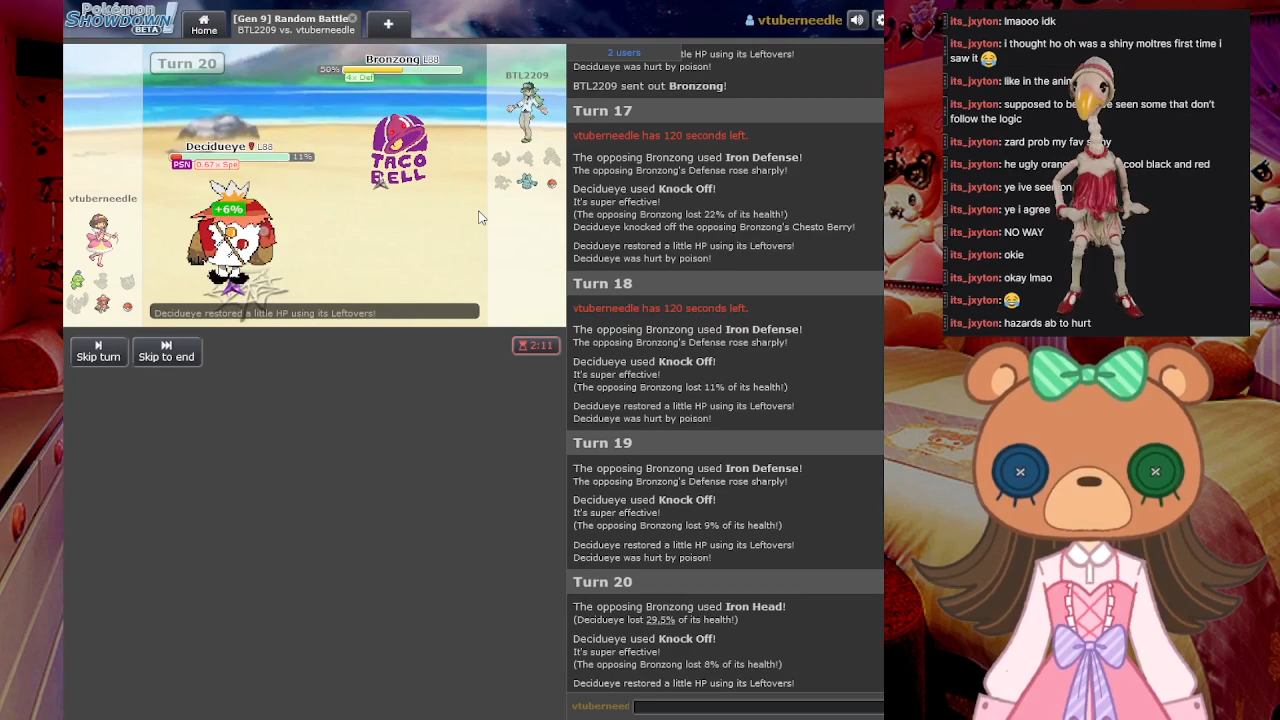 Pokémon
SHOWDOWN!
BETA
Home
[Gen 9] Random Battle
BTL2209 vs. vtuberneedle
+
vtuberneedle
Turn 20
Bronzong L88
50%
4× Def
BTL2209
Decidueye L88
11%
PSN 0.67× Spe
TACO
BELL
vtuberneedle
+6%
Decidueye restored a little HP using its Leftovers!
Skip turn
Skip to end
2:11
2 users
tle HP using its Leftovers!
Decidueye was hurt by poison!
BTL2209 sent out Bronzong!
Turn 17
vtuberneedle has 120 seconds left.
The opposing Bronzong used Iron Defense!
The opposing Bronzong's Defense rose sharply!
Decidueye used Knock Off!
It's super effective!
(The opposing Bronzong lost 22% of its health!)
Decidueye knocked off the opposing Bronzong's Chesto Berry!
Decidueye restored a little HP using its Leftovers!
Decidueye was hurt by poison!
Turn 18
vtuberneedle has 120 seconds left.
The opposing Bronzong used Iron Defense!
The opposing Bronzong's Defense rose sharply!
Decidueye used Knock Off!
It's super effective!
(The opposing Bronzong lost 11% of its health!)
Decidueye restored a little HP using its Leftovers!
Decidueye was hurt by poison!
Turn 19
The opposing Bronzong used Iron Defense!
The opposing Bronzong's Defense rose sharply!
Decidueye used Knock Off!
It's super effective!
(The opposing Bronzong lost 9% of its health!)
Decidueye restored a little HP using its Leftovers!
Decidueye was hurt by poison!
Turn 20
The opposing Bronzong used Iron Head!
(Decidueye lost 29.5% of its health!)
Decidueye used Knock Off!
It's super effective!
(The opposing Bronzong lost 8% of its health!)
Decidueye restored a little HP using its Leftovers!
vtuberneed
its_jxyton: lmaooo idk
its_jxyton: i thought ho oh was a shiny moltres first time i
saw it 😂
its_jxyton: like in the ani
its_jxyton: supposed to be e seen some that don't
follow the logic
its_jxyton: zard prob my fav shiny
its_jxyton: he ugly orang cool black and red
its_jxyton: ye ive seen on
its_jxyton: ye i agree
its_jxyton: NO WAY
its_jxyton: okie
its_jxyton: okay lmao
its_jxyton: 😂
its_jxyton: hazards ab to hurt